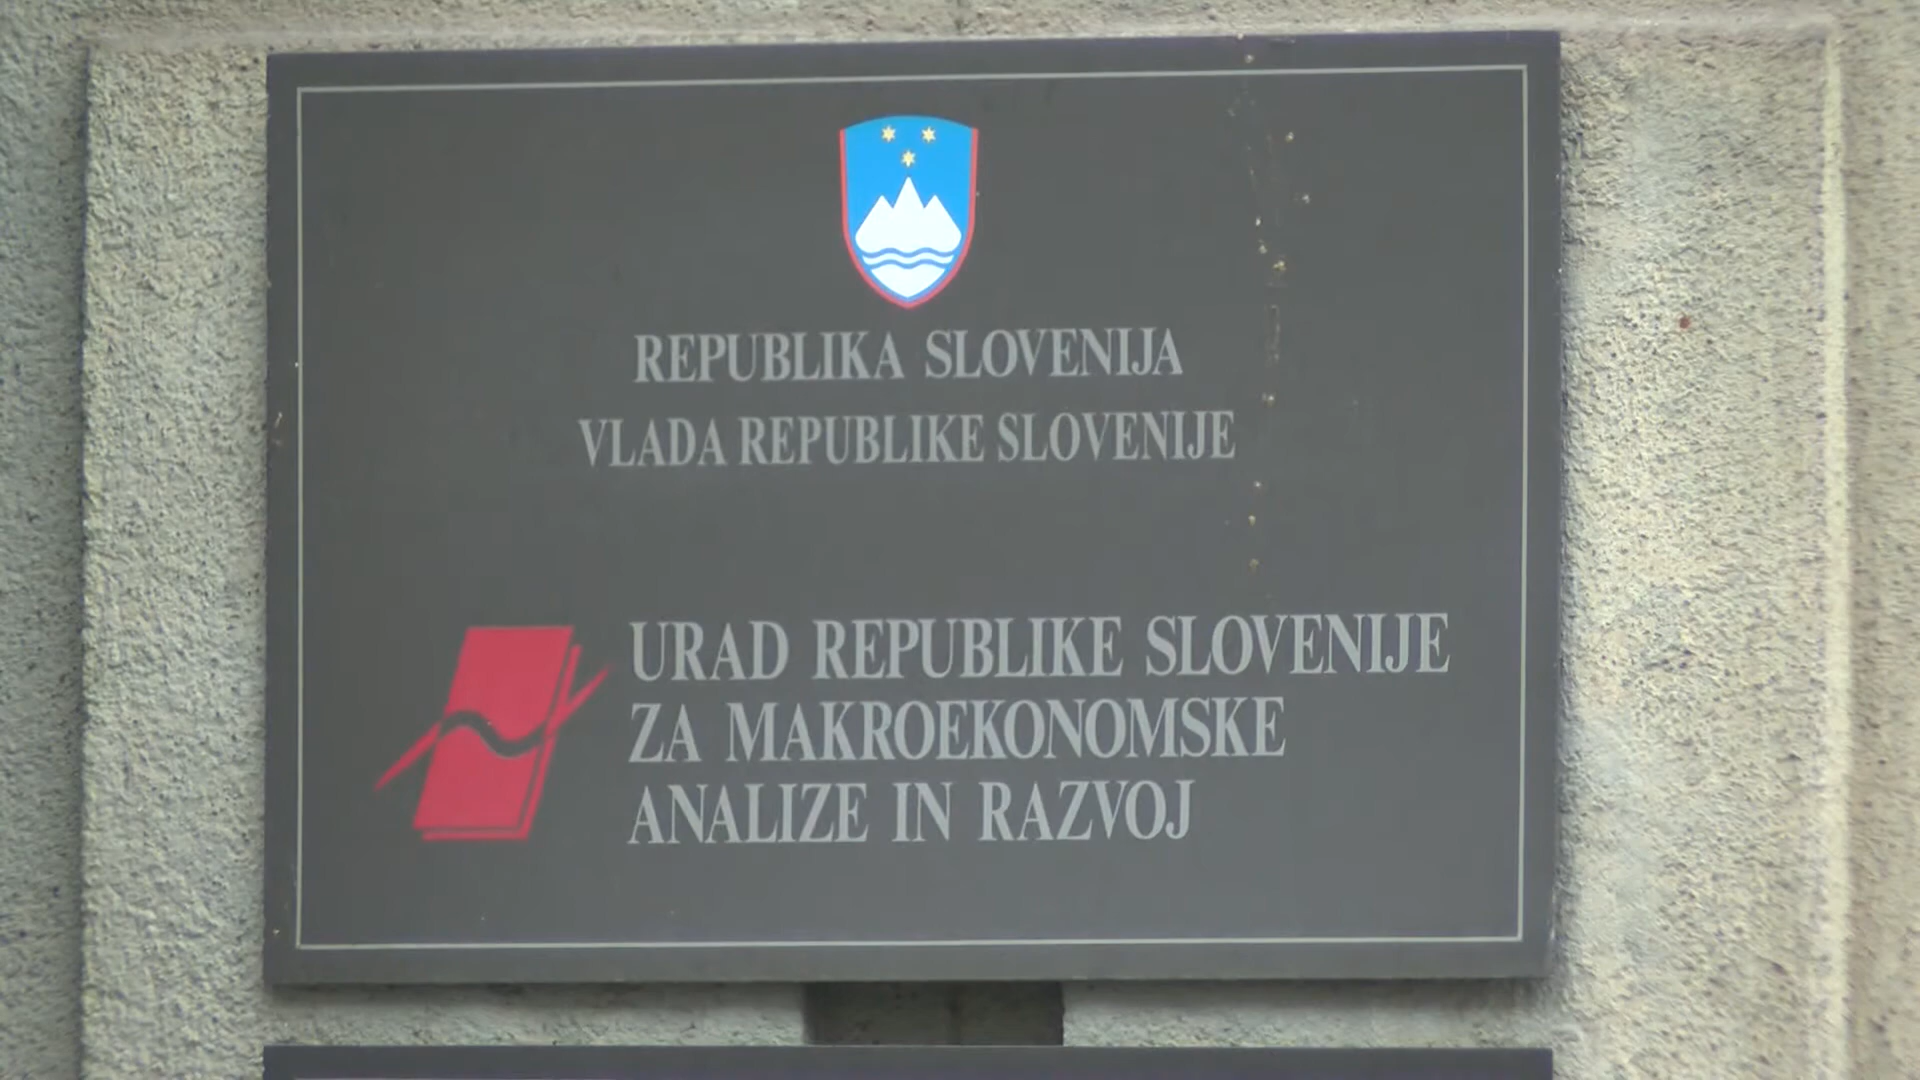 REPUBLIKA SLOVENIJA
VLADA REPUBLIKE SLOVENIJE
URAD REPUBLIKE SLOVENIJE
ZA MAKROEKONOMSKE
ANALIZE IN RAZVOJ